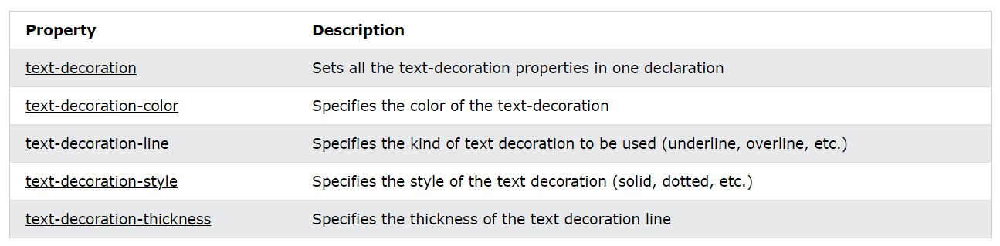 Property Description
text-decoration Sets all the text-decoration properties in one declaration
text-decoration-color Specifies the color of the text-decoration
text-decoration-line Specifies the kind of text decoration to be used (underline, overline, etc.)
text-decoration-style Specifies the style of the text decoration (solid, dotted, etc.)
text-decoration-thickness Specifies the thickness of the text decoration line